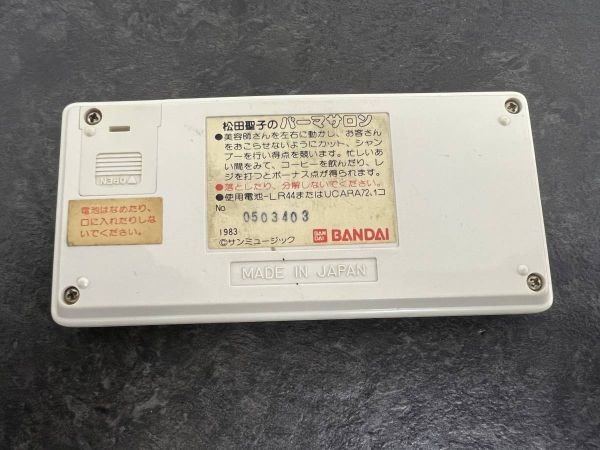 松田聖子のパーマサロン
●美容師さんを左右に動かし、お客さん
をおこらせないようにカット、シャン
プーを行い得点を競います。忙しいあ
い間をみて、コーヒーを飲んだり、レ
ジを打つとボーナス点が得られます。
●落としたり、分解しないでください。
●使用電池-LR44またはUCARA72.1コ
No. 0503403
1983
©サンミュージック
BAN
DAI
BANDAI
OPEN
電池はなめたり、
口に入れたりしな
いでください。
MADE IN JAPAN